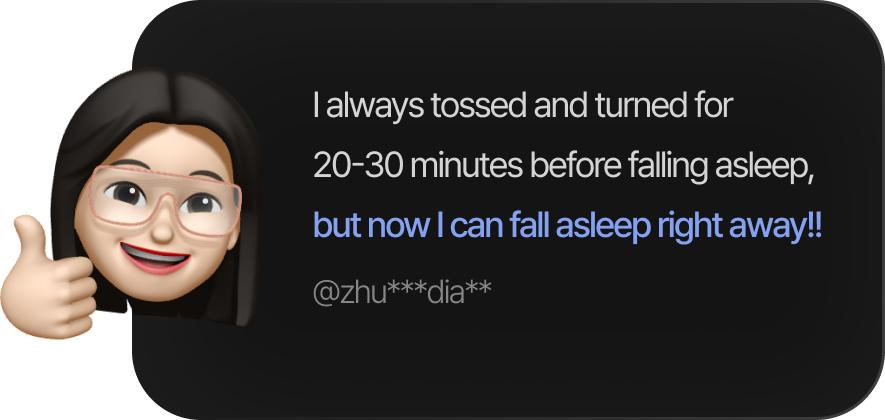 I always tossed and turned for
20-30 minutes before falling asleep,
but now I can fall asleep right away!!
@zhu***dia**